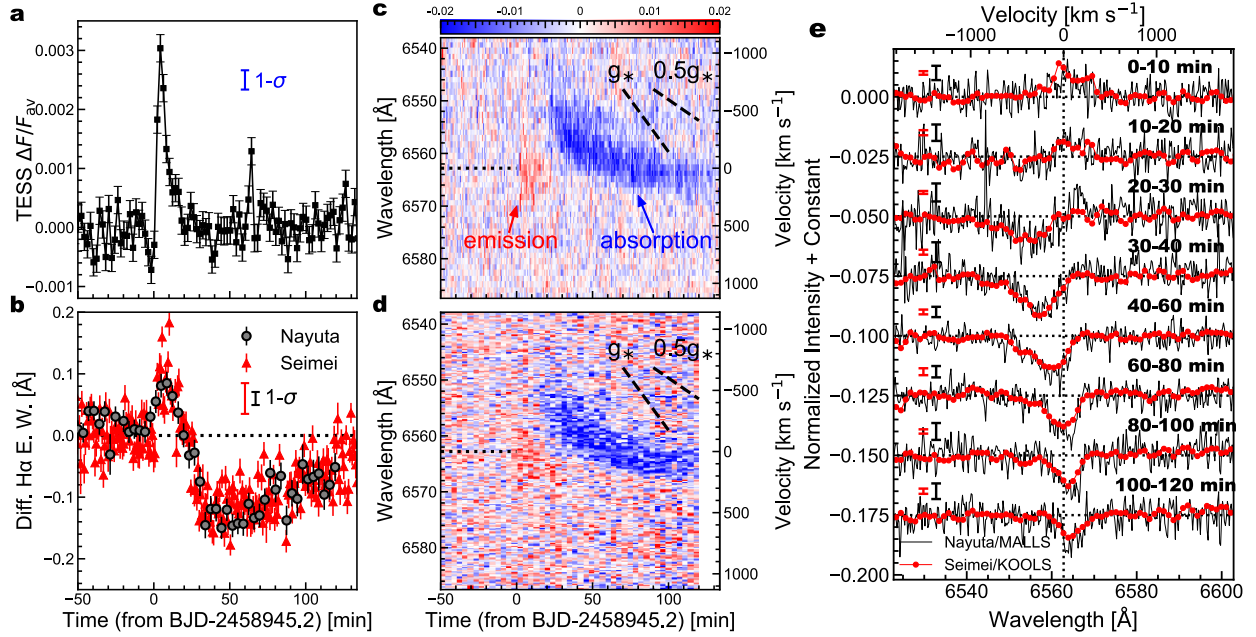 a
0.003
0.002
0.001
0.000
−0.001
TESS ΔF/F_av
1-σ
−50 0 50 100
b
0.2
0.1
0.0
−0.1
−0.2
Diff. Hα E. W. [Å]
Nayuta
Seimei
1-σ
−50 0 50 100
Time (from BJD-2458945.2) [min]
c
−0.02 −0.01 0.00 0.01 0.02
6540
6550
6560
6570
6580
Wavelength [Å]
g* 0.5g*
emission
absorption
−1000
−500
0
500
1000
Velocity [km s⁻¹]
d
6540
6550
6560
6570
6580
Wavelength [Å]
g* 0.5g*
−1000
−500
0
500
1000
Velocity [km s⁻¹]
−50 0 50 100
Time (from BJD-2458945.2) [min]
e
Velocity [km s⁻¹]
−1000 0 1000
0.000
−0.025
−0.050
−0.075
−0.100
−0.125
−0.150
−0.175
−0.200
Normalized Intensity + Constant
0-10 min
10-20 min
20-30 min
30-40 min
40-60 min
60-80 min
80-100 min
100-120 min
Nayuta/MALLS
Seimei/KOOLS
6540 6560 6580 6600
Wavelength [Å]